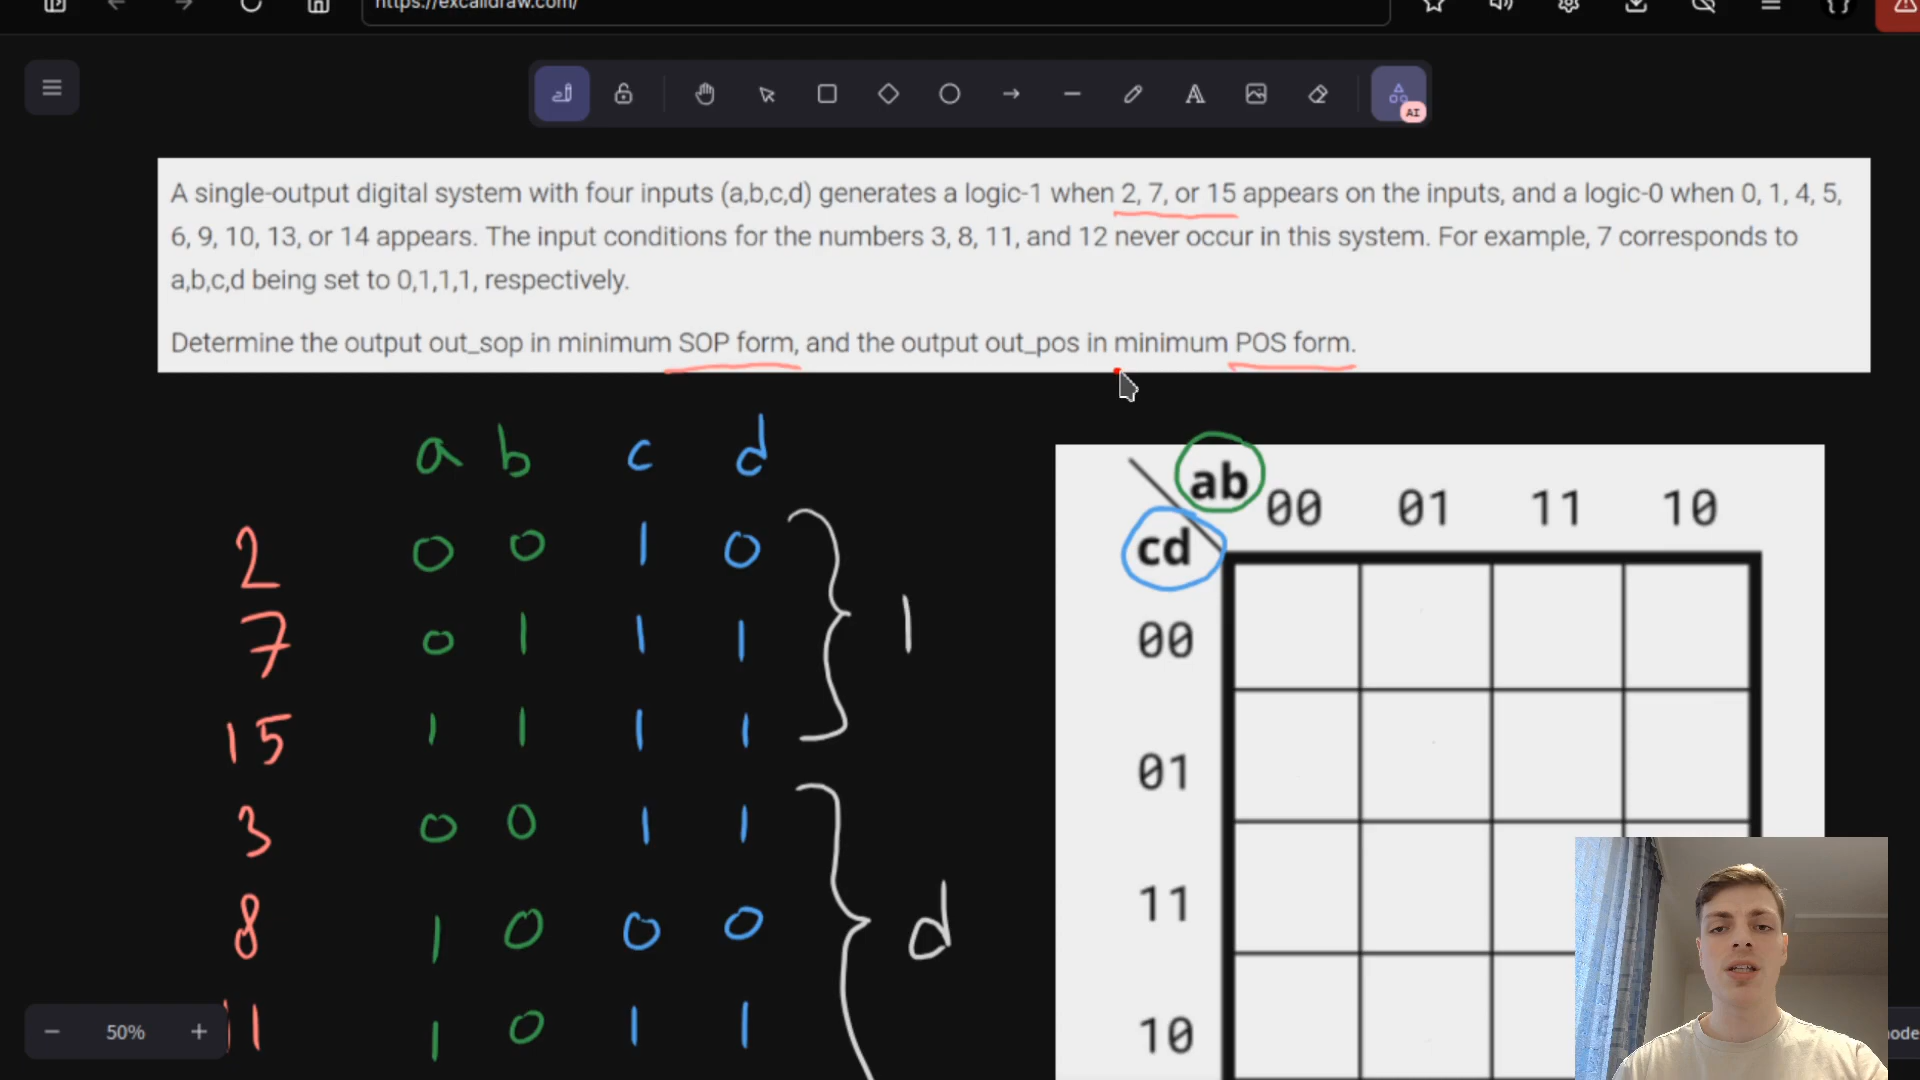 https://excalidraw.com/
AI
A single-output digital system with four inputs (a,b,c,d) generates a logic-1 when 2, 7, or 15 appears on the inputs, and a logic-0 when 0, 1, 4, 5,
6, 9, 10, 13, or 14 appears. The input conditions for the numbers 3, 8, 11, and 12 never occur in this system. For example, 7 corresponds to
a,b,c,d being set to 0,1,1,1, respectively.
Determine the output out_sop in minimum SOP form, and the output out_pos in minimum POS form.
a b c d
2 0 0 1 0
7 0 1 1 1
15 1 1 1 1
1
3 0 0 1 1
8 1 0 0 0
11 1 0 1 1
d
ab 00 01 11 10
cd
00
01
11
10
50%